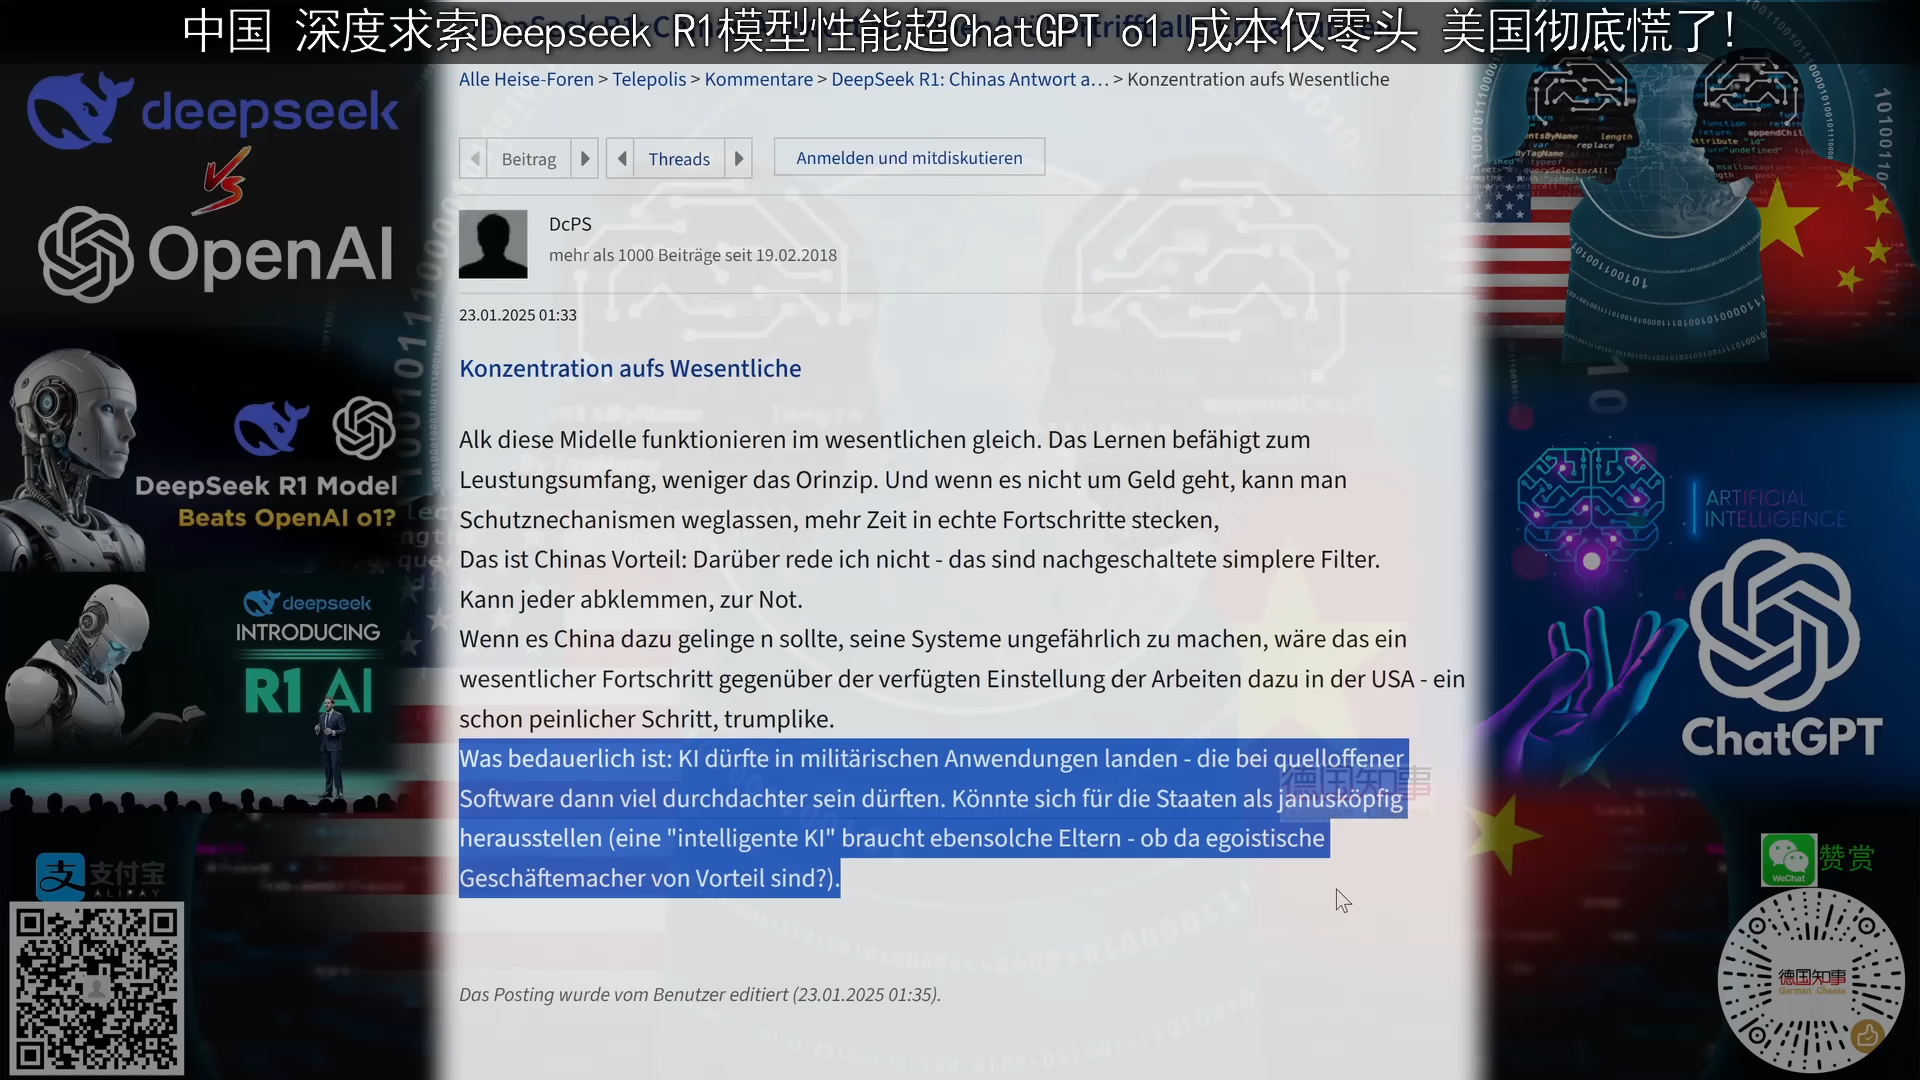 中国 深度求索Deepseek R1模型性能超ChatGPT o1 成本仅零头 美国彻底慌了！
Alle Heise-Foren > Telepolis > Kommentare > DeepSeek R1: Chinas Antwort a… > Konzentration aufs Wesentliche
Beitrag
Threads
Anmelden und mitdiskutieren
DcPS
mehr als 1000 Beiträge seit 19.02.2018
23.01.2025 01:33
Konzentration aufs Wesentliche
Alk diese Midelle funktionieren im wesentlichen gleich. Das Lernen befähigt zum
Leustungsumfang, weniger das Orinzip. Und wenn es nicht um Geld geht, kann man
Schutznechanismen weglassen, mehr Zeit in echte Fortschritte stecken,
Das ist Chinas Vorteil: Darüber rede ich nicht - das sind nachgeschaltete simplere Filter.
Kann jeder abklemmen, zur Not.
Wenn es China dazu gelinge n sollte, seine Systeme ungefährlich zu machen, wäre das ein
wesentlicher Fortschritt gegenüber der verfügten Einstellung der Arbeiten dazu in der USA - ein
schon peinlicher Schritt, trumplike.
Was bedauerlich ist: KI dürfte in militärischen Anwendungen landen - die bei quelloffener
Software dann viel durchdachter sein dürften. Könnte sich für die Staaten als janusköpfig
herausstellen (eine "intelligente KI" braucht ebensolche Eltern - ob da egoistische
Geschäftemacher von Vorteil sind?).
Das Posting wurde vom Benutzer editiert (23.01.2025 01:35).
德国知事
deepseek
VS
OpenAI
DeepSeek R1 Model
Beats OpenAI o1?
deepseek
INTRODUCING
R1 AI
支付宝
ALIPAY
ARTIFICIAL
INTELLIGENCE
ChatGPT
WeChat
赞赏
德国知事
German Cheese